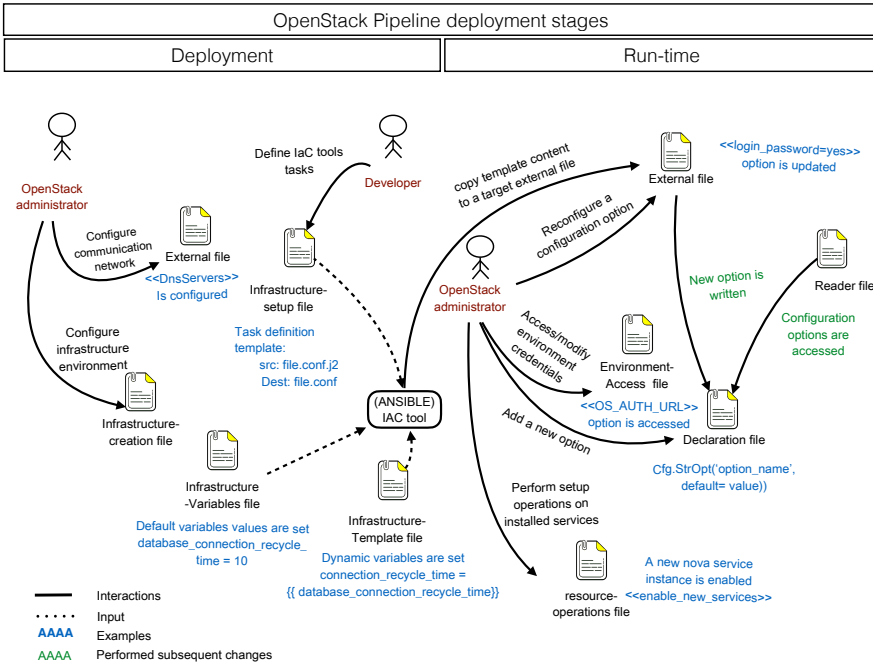 OpenStack Pipeline deployment stages
Deployment
Run-time
OpenStack
administrator
Configure
communication
network
External file
<<DnsServers>>
Is configured
Configure
infrastructure
environment
Infrastructure-
creation file
Define IaC tools
tasks
Developer
Infrastructure-
setup file
Task definition
template:
src: file.conf.j2
Dest: file.conf
(ANSIBLE)
IAC tool
Infrastructure
-Variables file
Default variables values are set
database_connection_recycle_
time = 10
Infrastructure-
Template file
Dynamic variables are set
connection_recycle_time =
{{ database_connection_recycle_time}}
copy template content
to a target external file
Reconfigure a
configuration option
OpenStack
administrator
External file
<<login_password=yes>>
option is updated
New option is
written
Reader file
Configuration
options are
accessed
Access/modify
environment
credentials
Environment-
Access file
<<OS_AUTH_URL>>
option is accessed
Add a new option
Declaration file
Cfg.StrOpt('option_name',
default= value))
Perform setup
operations on
installed services
resource-
operations file
A new nova service
instance is enabled
<<enable_new_services>>
Interactions
Input
AAAA
Examples
AAAA
Performed subsequent changes